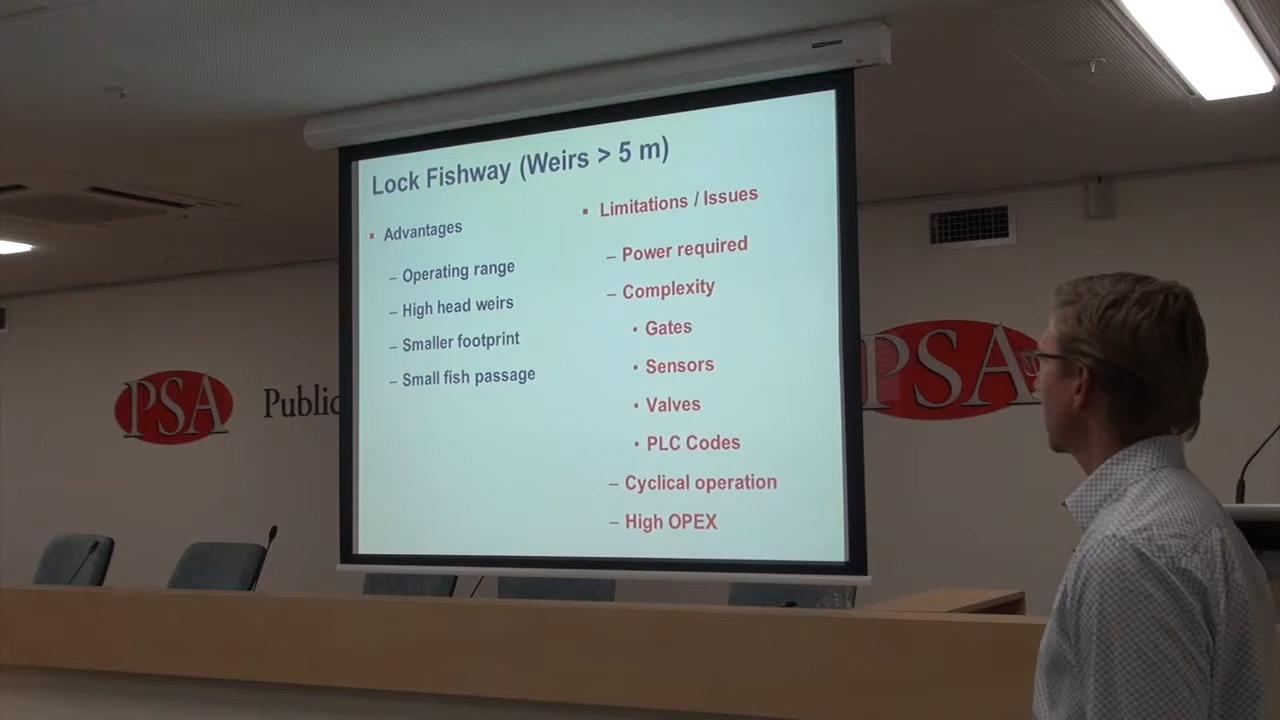 Lock Fishway (Weirs > 5 m)
▪ Advantages
– Operating range
– High head weirs
– Smaller footprint
– Small fish passage
▪ Limitations / Issues
– Power required
– Complexity
• Gates
• Sensors
• Valves
• PLC Codes
– Cyclical operation
– High OPEX
PSA
Public
PSA